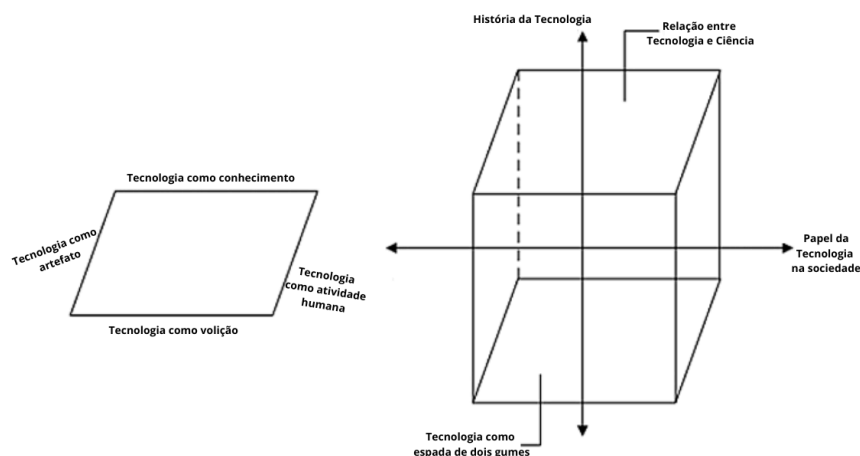 Tecnologia como conhecimento
Tecnologia como
artefato
Tecnologia
como atividade
humana
Tecnologia como volição
História da Tecnologia
Relação entre
Tecnologia e Ciência
Papel da
Tecnologia
na sociedade
Tecnologia como
espada de dois gumes